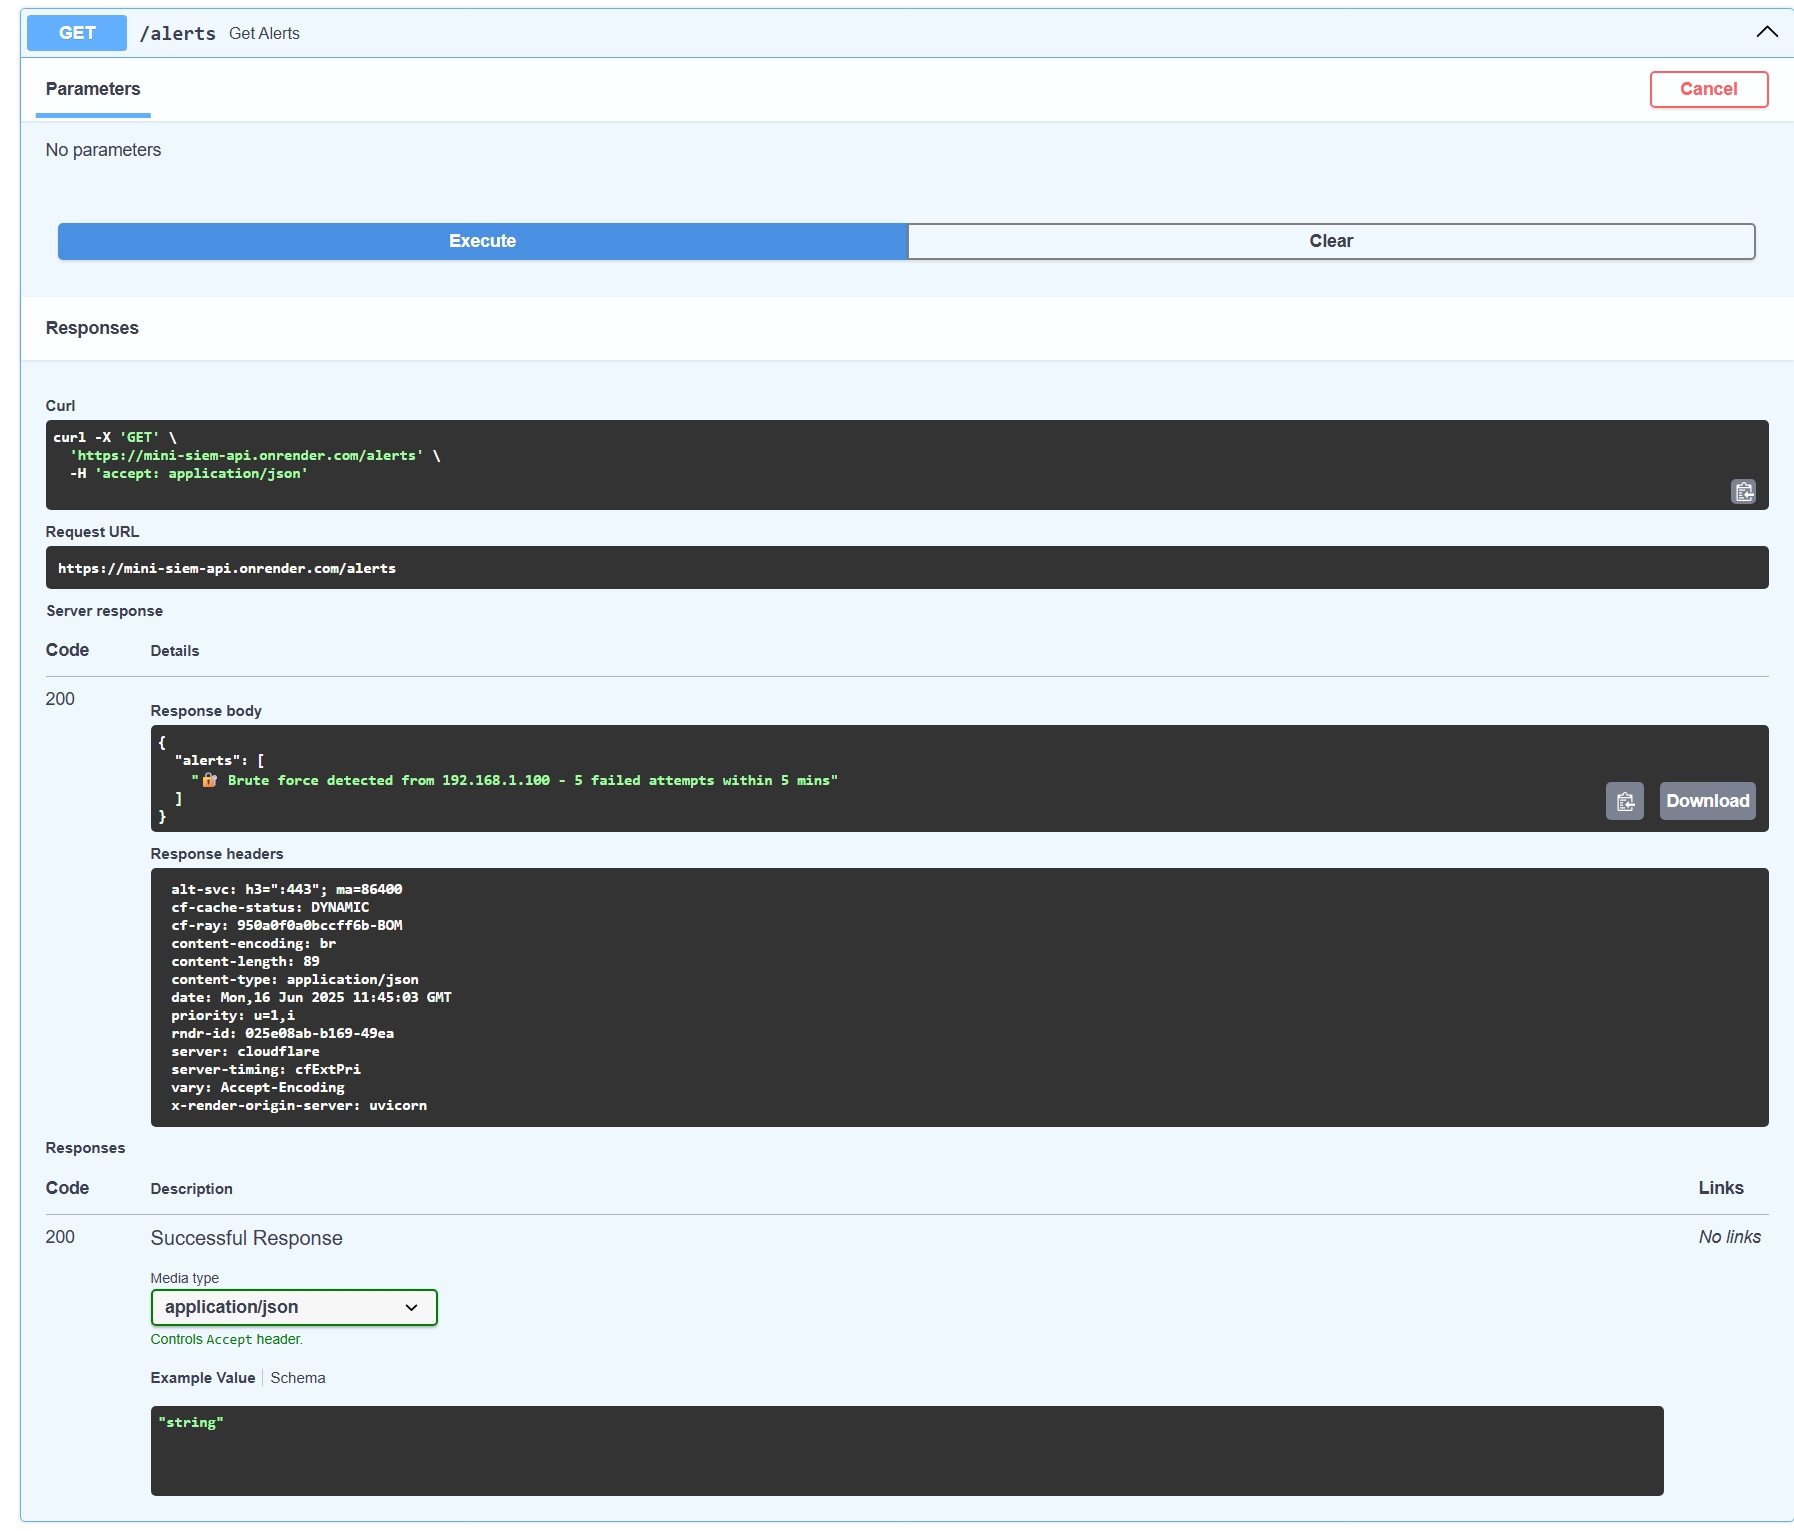 GET /alerts Get Alerts
Parameters
Cancel
No parameters
Execute
Clear
Responses
Curl
curl -X 'GET' \
  'https://mini-siem-api.onrender.com/alerts' \
  -H 'accept: application/json'
Request URL
https://mini-siem-api.onrender.com/alerts
Server response
Code Details
200
Response body
{
  "alerts": [
    "🔐 Brute force detected from 192.168.1.100 - 5 failed attempts within 5 mins"
  ]
}
Download
Response headers
alt-svc: h3=":443"; ma=86400
cf-cache-status: DYNAMIC
cf-ray: 950a0f0a0bccff6b-BOM
content-encoding: br
content-length: 89
content-type: application/json
date: Mon,16 Jun 2025 11:45:03 GMT
priority: u=1,i
rndr-id: 025e08ab-b169-49ea
server: cloudflare
server-timing: cfExtPri
vary: Accept-Encoding
x-render-origin-server: uvicorn
Responses
Code Description Links
200 Successful Response No links
Media type
application/json
Controls Accept header.
Example Value Schema
"string"